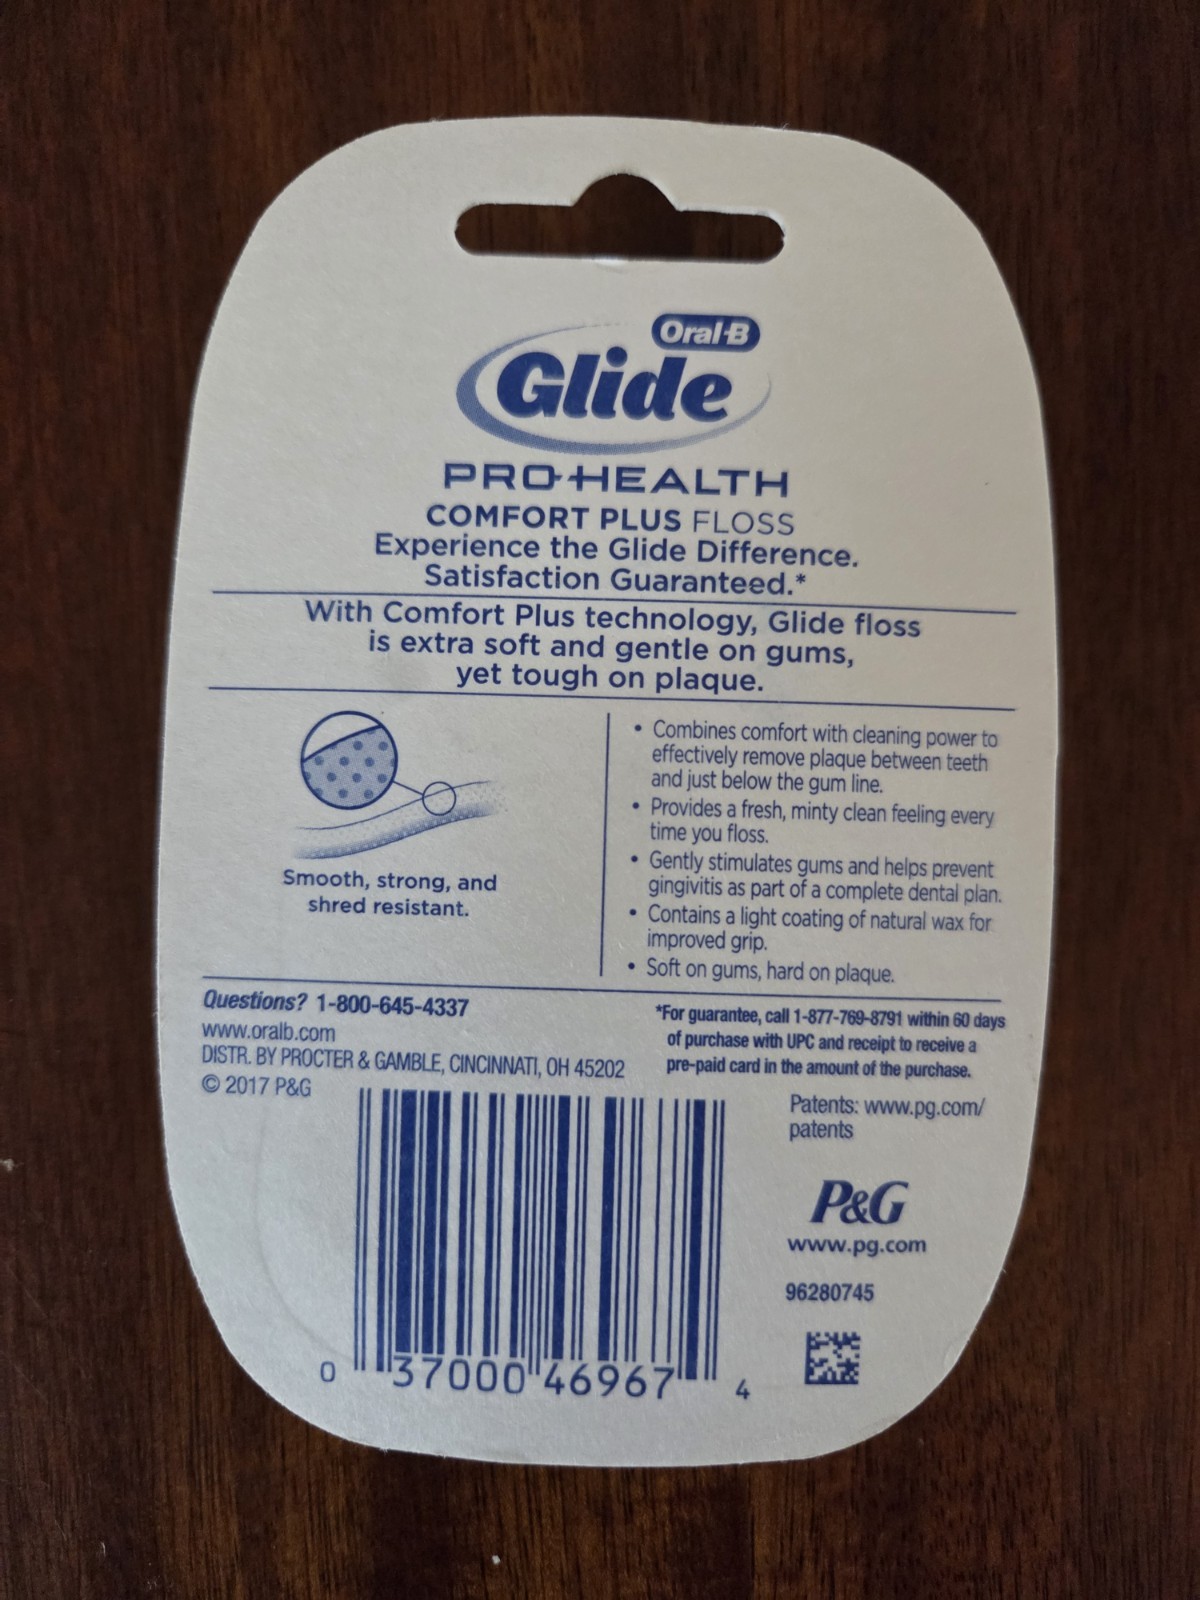 Oral-B
Glide
PRO-HEALTH
COMFORT PLUS FLOSS
Experience the Glide Difference.
Satisfaction Guaranteed.*
With Comfort Plus technology, Glide floss
is extra soft and gentle on gums,
yet tough on plaque.
Smooth, strong, and
shred resistant.
• Combines comfort with cleaning power to
effectively remove plaque between teeth
and just below the gum line.
• Provides a fresh, minty clean feeling every
time you floss.
• Gently stimulates gums and helps prevent
gingivitis as part of a complete dental plan.
• Contains a light coating of natural wax for
improved grip.
• Soft on gums, hard on plaque.
Questions? 1-800-645-4337
www.oralb.com
DISTR. BY PROCTER & GAMBLE, CINCINNATI, OH 45202
© 2017 P&G
*For guarantee, call 1-877-769-8791 within 60 days
of purchase with UPC and receipt to receive a
pre-paid card in the amount of the purchase.
Patents: www.pg.com/
patents
P&G
www.pg.com
96280745
0 37000 46967 4